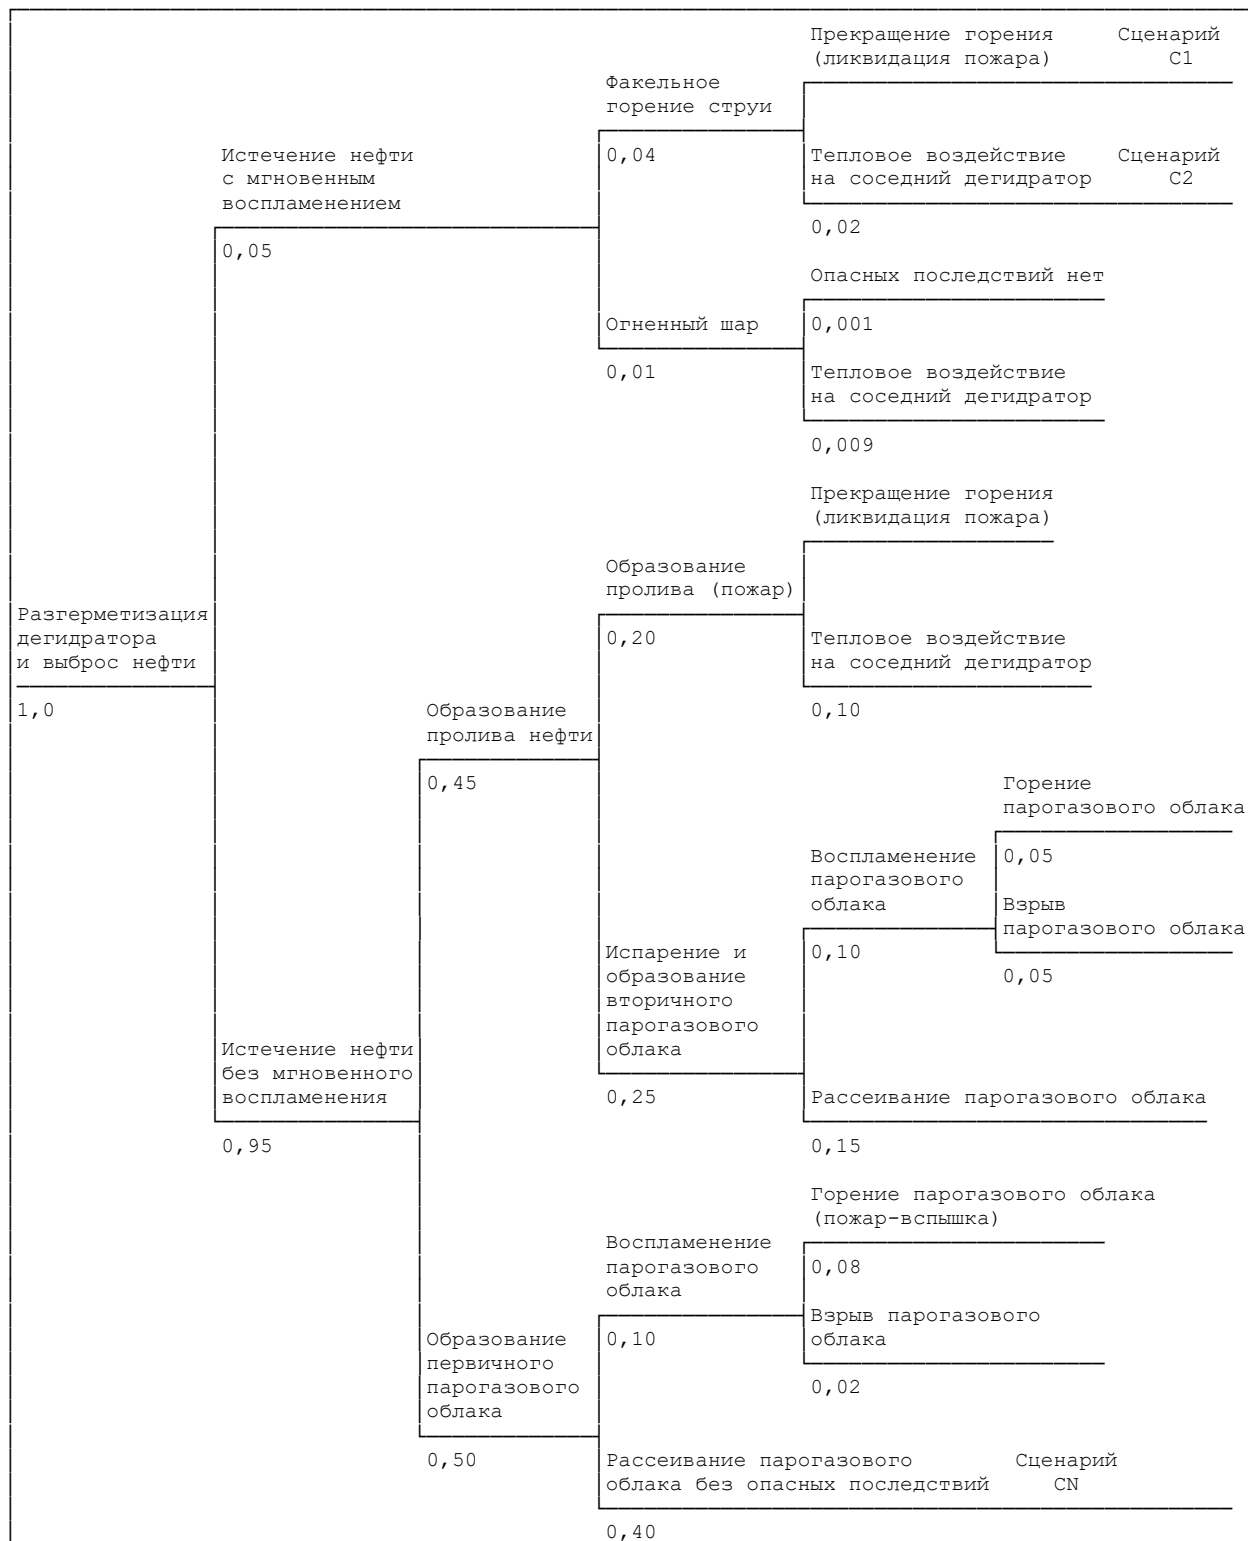 Прекращение горения Сценарий
(ликвидация пожара) C1
Факельное
горение струи
Истечение нефти 0,04 Тепловое воздействие Сценарий
с мгновенным на соседний дегидратор C2
воспламенением
0,02
0,05
Опасных последствий нет
Огненный шар 0,001
0,01 Тепловое воздействие
на соседний дегидратор
0,009
Прекращение горения
(ликвидация пожара)
Образование
пролива (пожар)
Разгерметизация
дегидратора 0,20 Тепловое воздействие
и выброс нефти на соседний дегидратор
1,0 Образование 0,10
пролива нефти
0,45 Горение
парогазового облака
Воспламенение 0,05
парогазового
облака Взрыв
парогазового облака
Испарение и 0,10
образование 0,05
вторичного
парогазового
Истечение нефти облака
без мгновенного
воспламенения 0,25 Рассеивание парогазового облака
0,95 0,15
Горение парогазового облака
(пожар-вспышка)
Воспламенение
парогазового 0,08
облака
Взрыв парогазового
Образование 0,10 облака
первичного
парогазового 0,02
облака
0,50 Рассеивание парогазового Сценарий
облака без опасных последствий CN
0,40